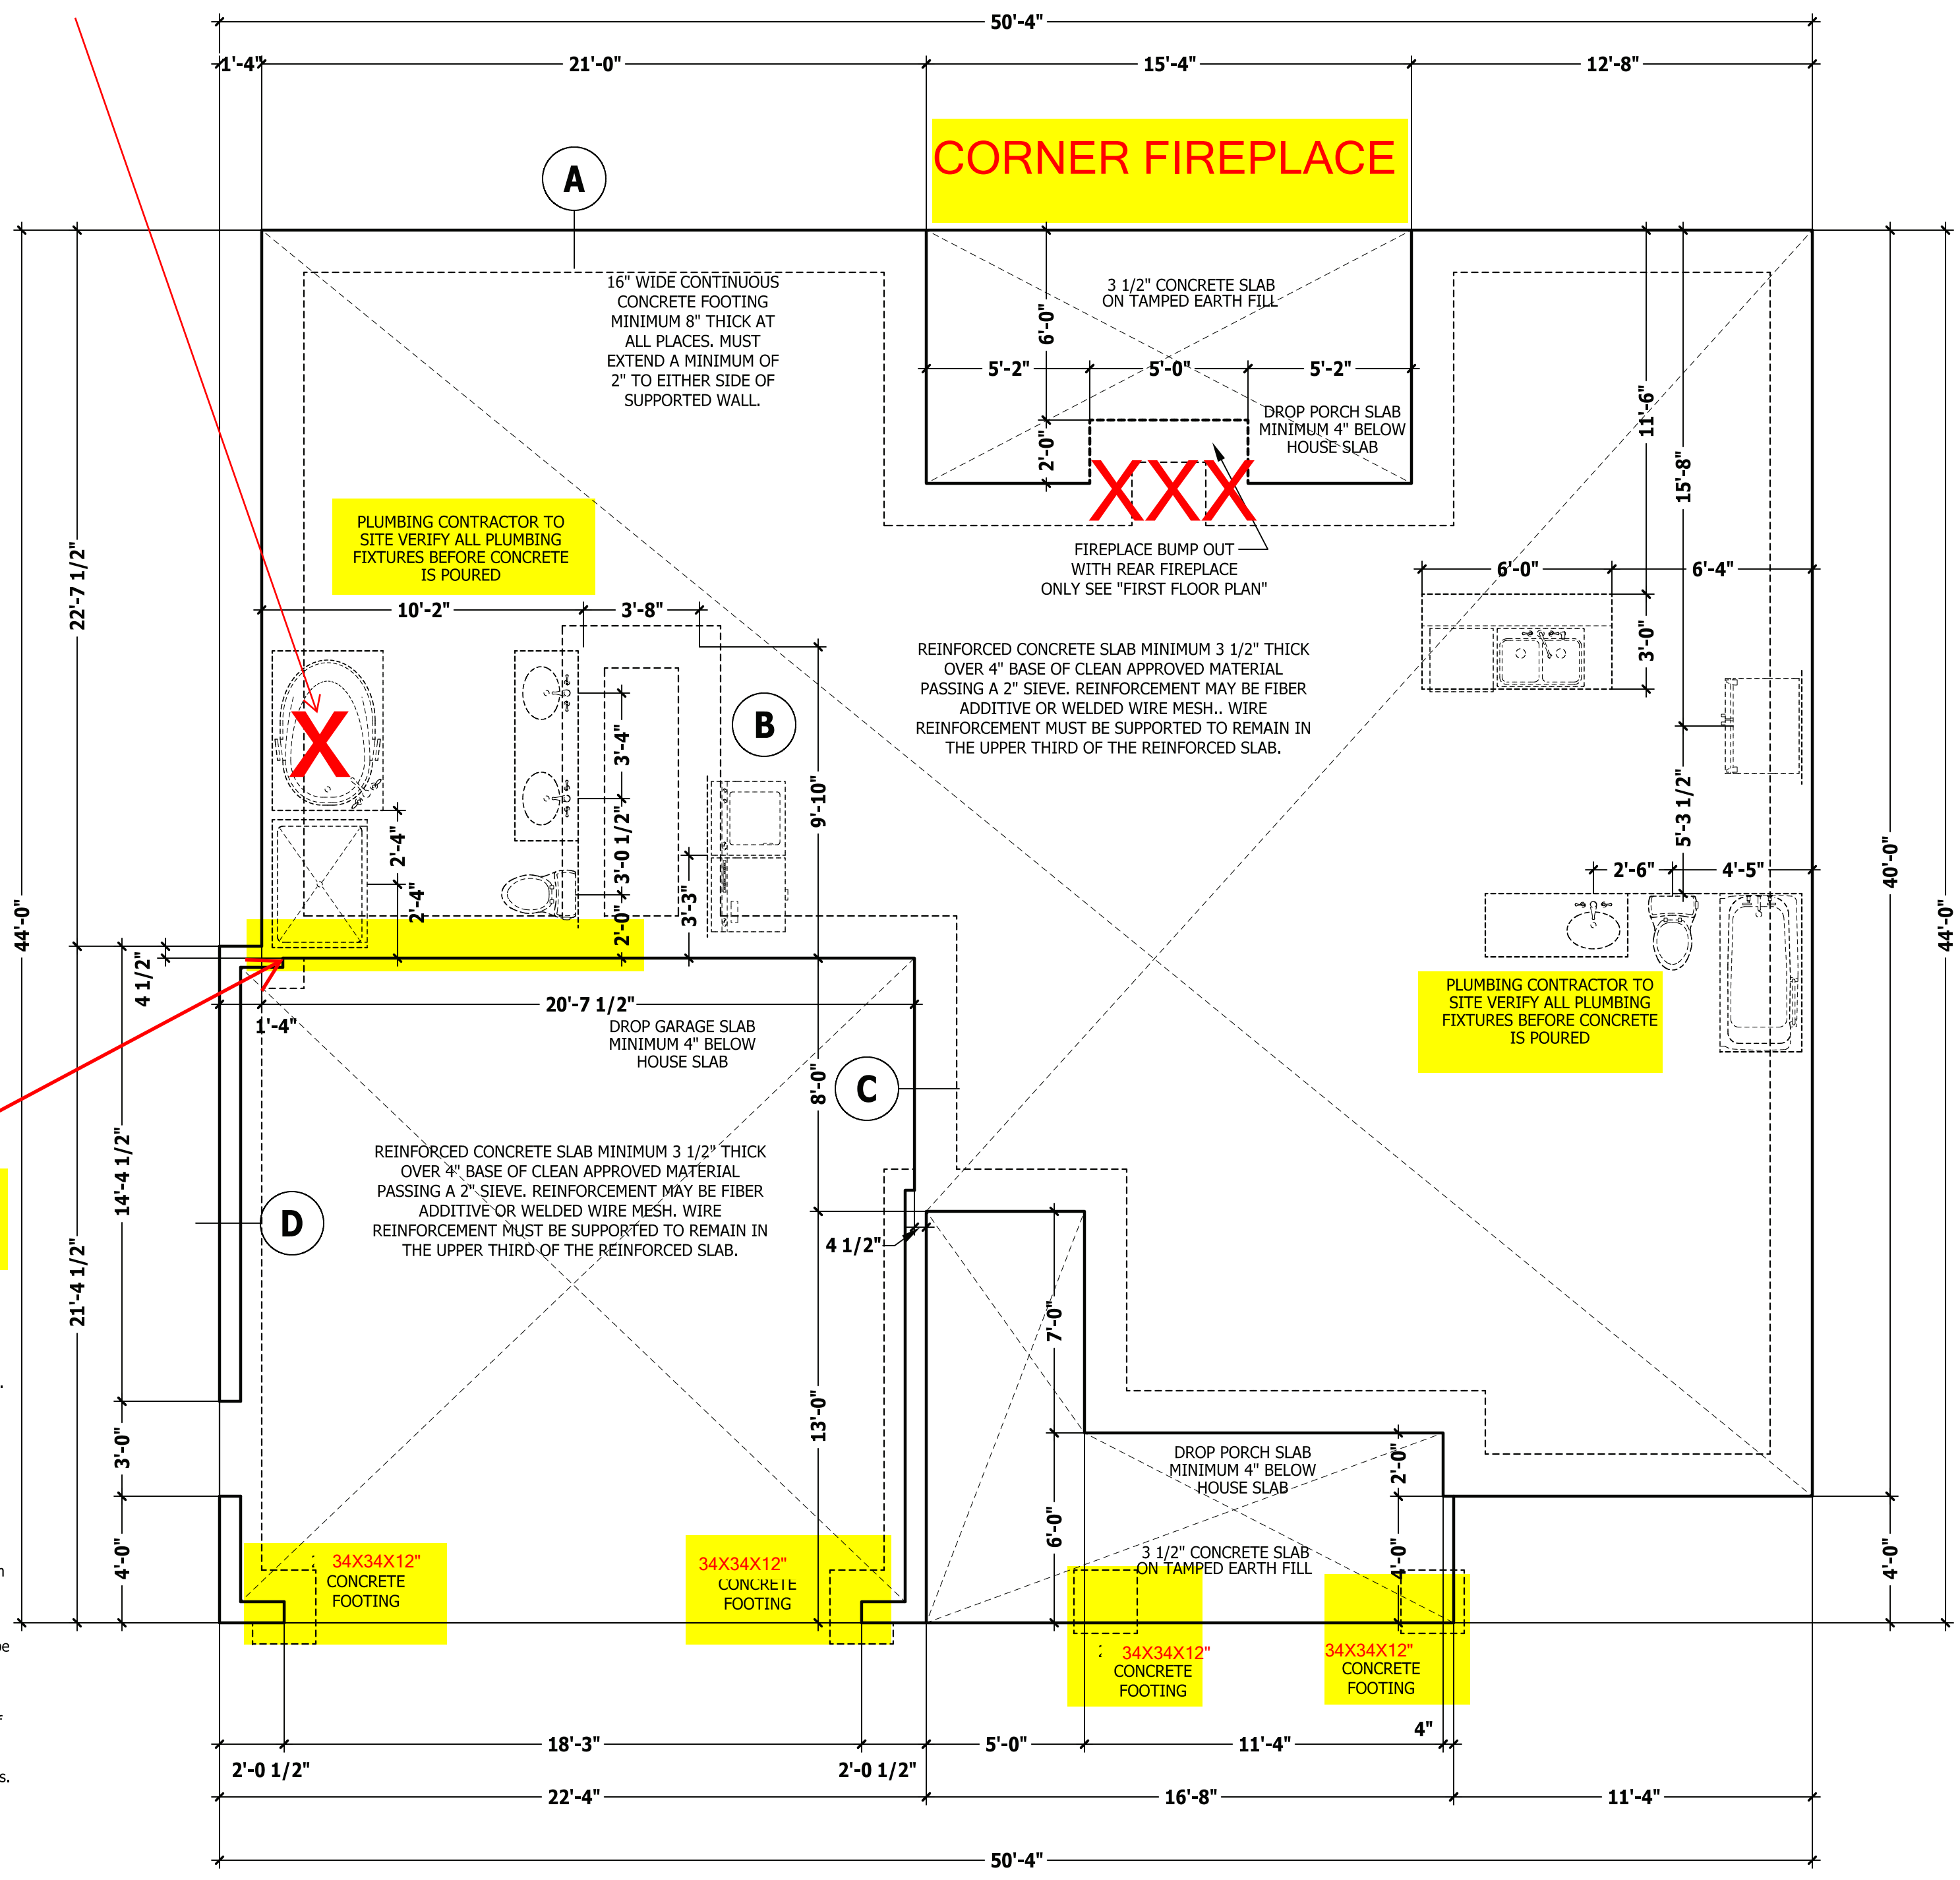 50'-4"
1'-4"
21'-0"
15'-4"
12'-8"
CORNER FIREPLACE
A
16" WIDE CONTINUOUS
CONCRETE FOOTING
MINIMUM 8" THICK AT
ALL PLACES. MUST
EXTEND A MINIMUM OF
2" TO EITHER SIDE OF
SUPPORTED WALL.
3 1/2" CONCRETE SLAB
ON TAMPED EARTH FILL
6'-0"
5'-2"
5'-0"
5'-2"
DROP PORCH SLAB
MINIMUM 4" BELOW
HOUSE SLAB
2'-0"
XXX
FIREPLACE BUMP OUT
WITH REAR FIREPLACE
ONLY SEE "FIRST FLOOR PLAN"
11'-6"
15'-8"
6'-0"
6'-4"
3'-0"
22'-7 1/2"
PLUMBING CONTRACTOR TO
SITE VERIFY ALL PLUMBING
FIXTURES BEFORE CONCRETE
IS POURED
10'-2"
3'-8"
REINFORCED CONCRETE SLAB MINIMUM 3 1/2" THICK
OVER 4" BASE OF CLEAN APPROVED MATERIAL
PASSING A 2" SIEVE. REINFORCEMENT MAY BE FIBER
ADDITIVE OR WELDED WIRE MESH.. WIRE
REINFORCEMENT MUST BE SUPPORTED TO REMAIN IN
THE UPPER THIRD OF THE REINFORCED SLAB.
X
B
3'-4"
9'-10"
3'-0 1/2"
2'-4"
2'-4"
2'-0"
3'-3"
5'-3 1/2"
2'-6"
4'-5"
40'-0"
44'-0"
44'-0"
4 1/2"
PLUMBING CONTRACTOR TO
SITE VERIFY ALL PLUMBING
FIXTURES BEFORE CONCRETE
IS POURED
1'-4"
20'-7 1/2"
DROP GARAGE SLAB
MINIMUM 4" BELOW
HOUSE SLAB
8'-0"
C
14'-4 1/2"
21'-4 1/2"
REINFORCED CONCRETE SLAB MINIMUM 3 1/2" THICK
OVER 4" BASE OF CLEAN APPROVED MATERIAL
PASSING A 2" SIEVE. REINFORCEMENT MAY BE FIBER
ADDITIVE OR WELDED WIRE MESH. WIRE
REINFORCEMENT MUST BE SUPPORTED TO REMAIN IN
THE UPPER THIRD OF THE REINFORCED SLAB.
D
4 1/2"
7'-0"
13'-0"
3'-0"
4'-0"
DROP PORCH SLAB
MINIMUM 4" BELOW
HOUSE SLAB
2'-0"
6'-0"
3 1/2" CONCRETE SLAB
ON TAMPED EARTH FILL
4'-0"
4'-0"
34X34X12"
CONCRETE
FOOTING
34X34X12"
CONCRETE
FOOTING
34X34X12"
CONCRETE
FOOTING
34X34X12"
CONCRETE
FOOTING
2'-0 1/2"
18'-3"
2'-0 1/2"
5'-0"
11'-4"
4"
22'-4"
16'-8"
11'-4"
50'-4"